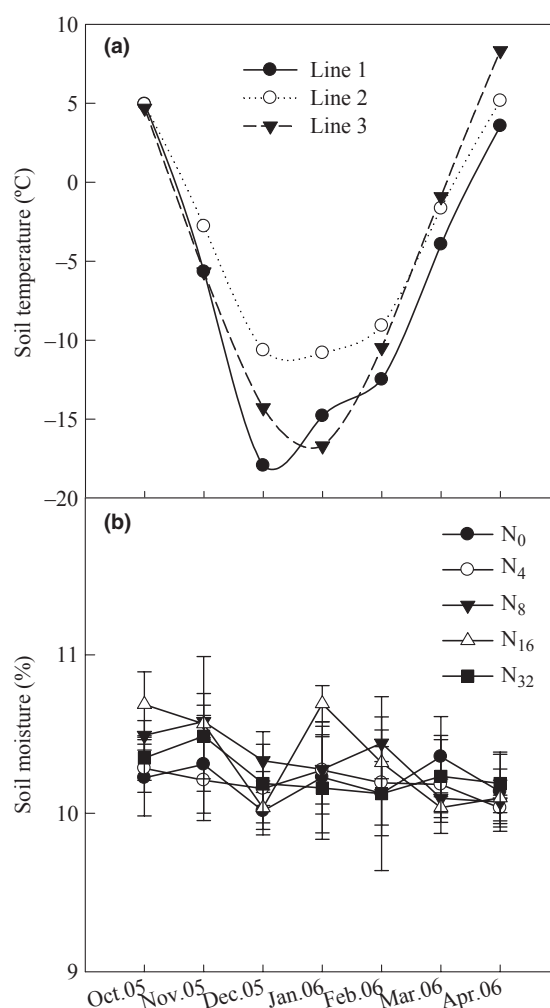 (a)
Line 1
Line 2
Line 3
Soil temperature (ºC)
10
5
0
–5
–10
–15
–20
(b)
N0
N4
N8
N16
N32
Soil moisture (%)
11
10
9
Oct.05 Nov.05 Dec.05 Jan.06 Feb.06 Mar.06 Apr.06